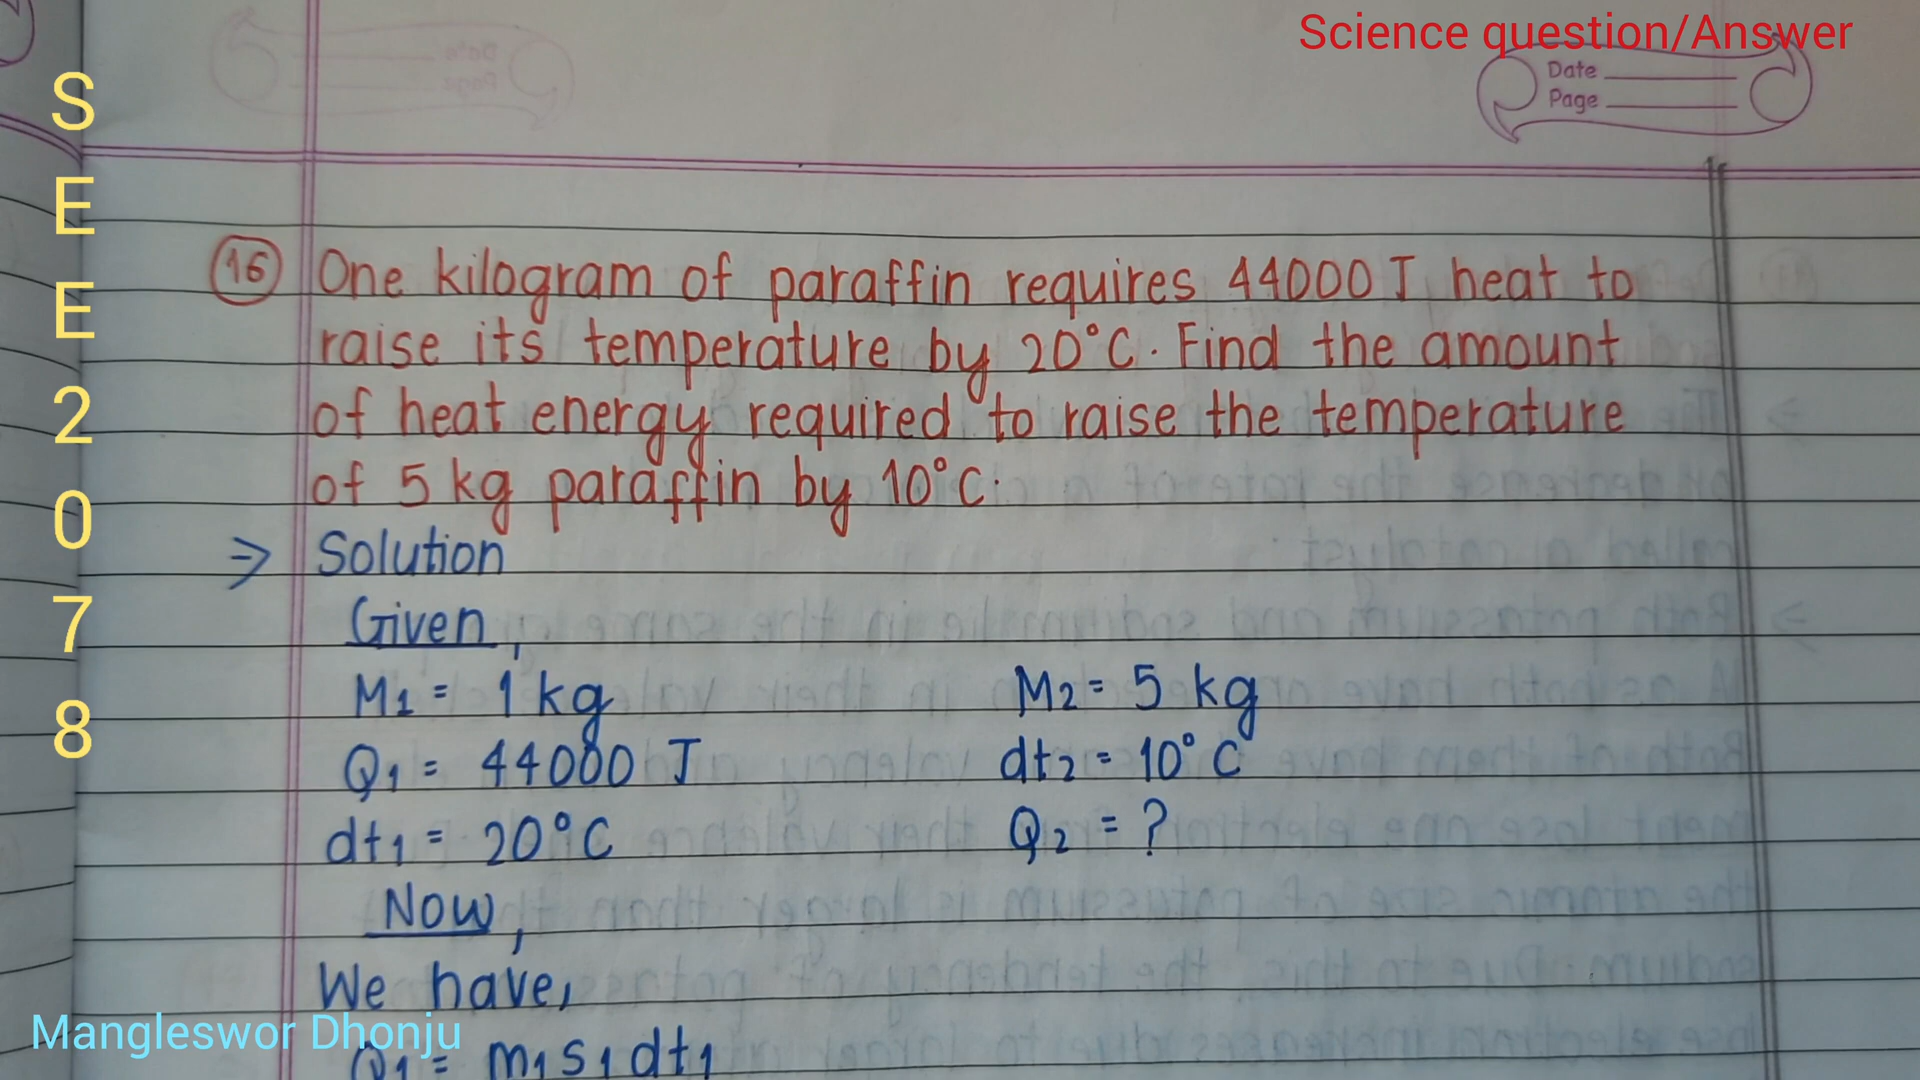 Science question/Answer
Date
Page
S
E
E
2
0
7
8
16 One kilogram of paraffin requires 44000 J heat to
raise its temperature by 20°C. Find the amount
of heat energy required to raise the temperature
of 5 kg paraffin by 10°C.
⇒ Solution
Given,
M1 = 1 kg M2 = 5 kg
Q1 = 44000 J dt2 = 10°C
dt1 = 20°C Q2 = ?
Now,
We have,
Q1 = m1s1dt1
Mangleswor Dhonju